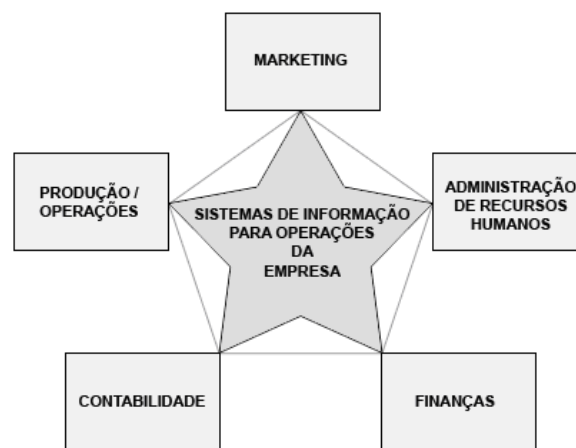 MARKETING
PRODUÇÃO /
OPERAÇÕES
ADMINISTRAÇÃO
DE RECURSOS
HUMANOS
SISTEMAS DE INFORMAÇÃO
PARA OPERAÇÕES
DA
EMPRESA
CONTABILIDADE
FINANÇAS